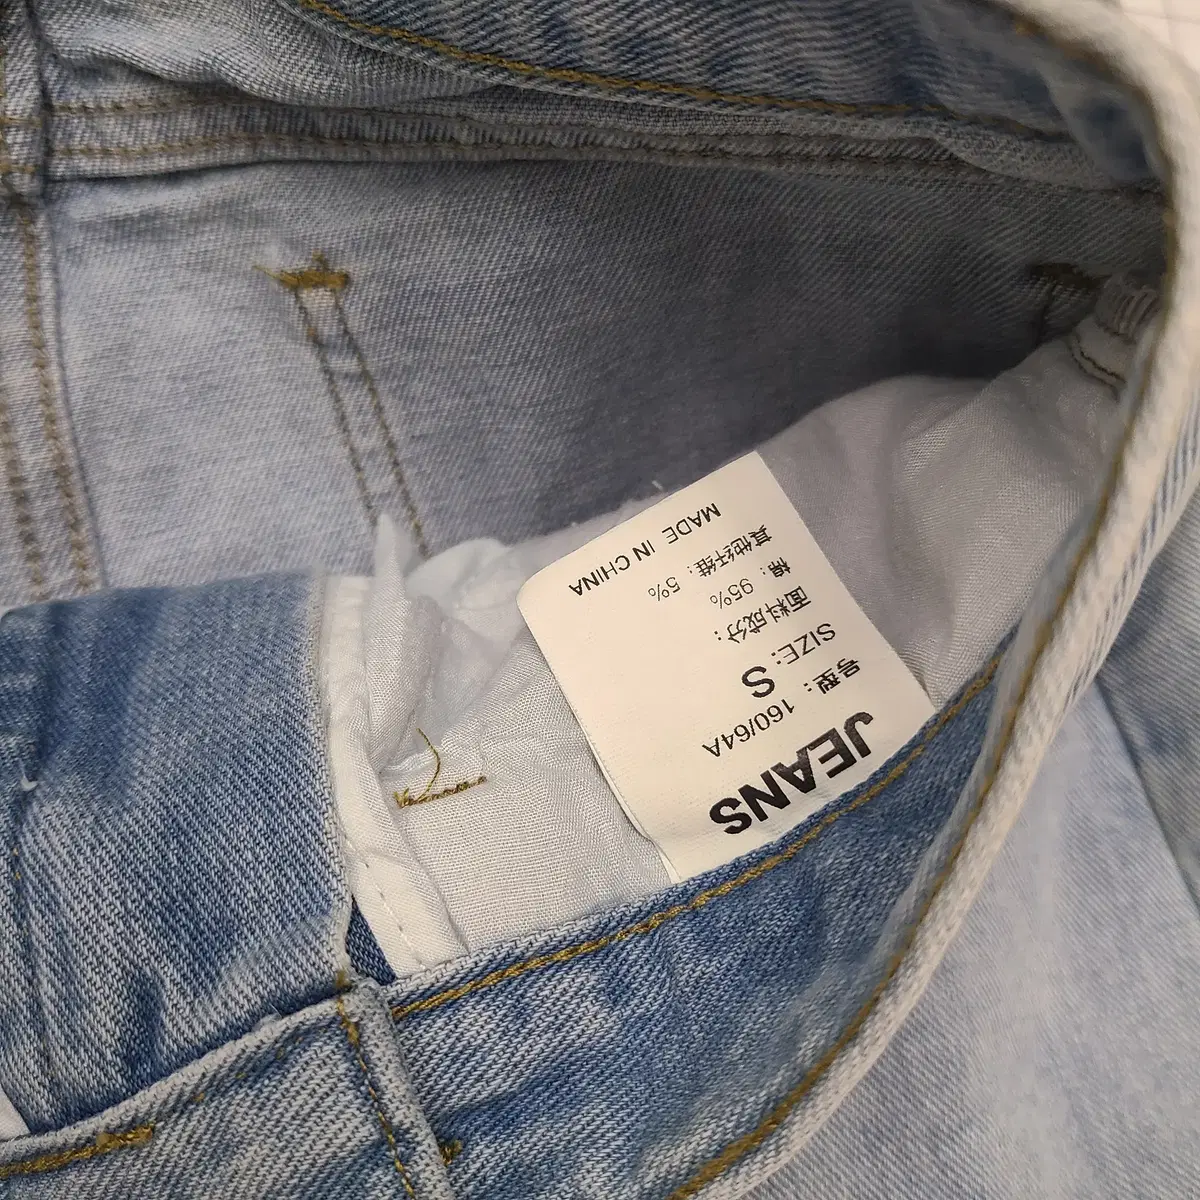 JEANS
号型: 160/64A
SIZE: S
面料成分:
棉: 95%
其他纤维: 5%
MADE IN CHINA